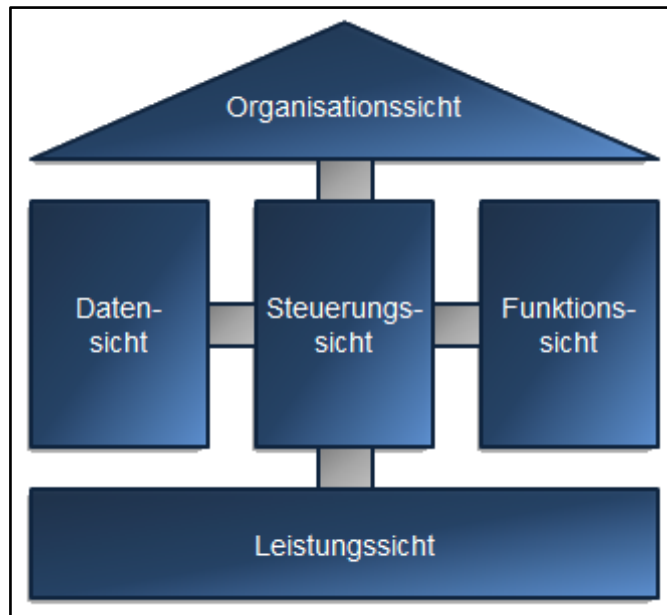 Organisationssicht
Daten-
sicht
Steuerungs-
sicht
Funktions-
sicht
Leistungssicht